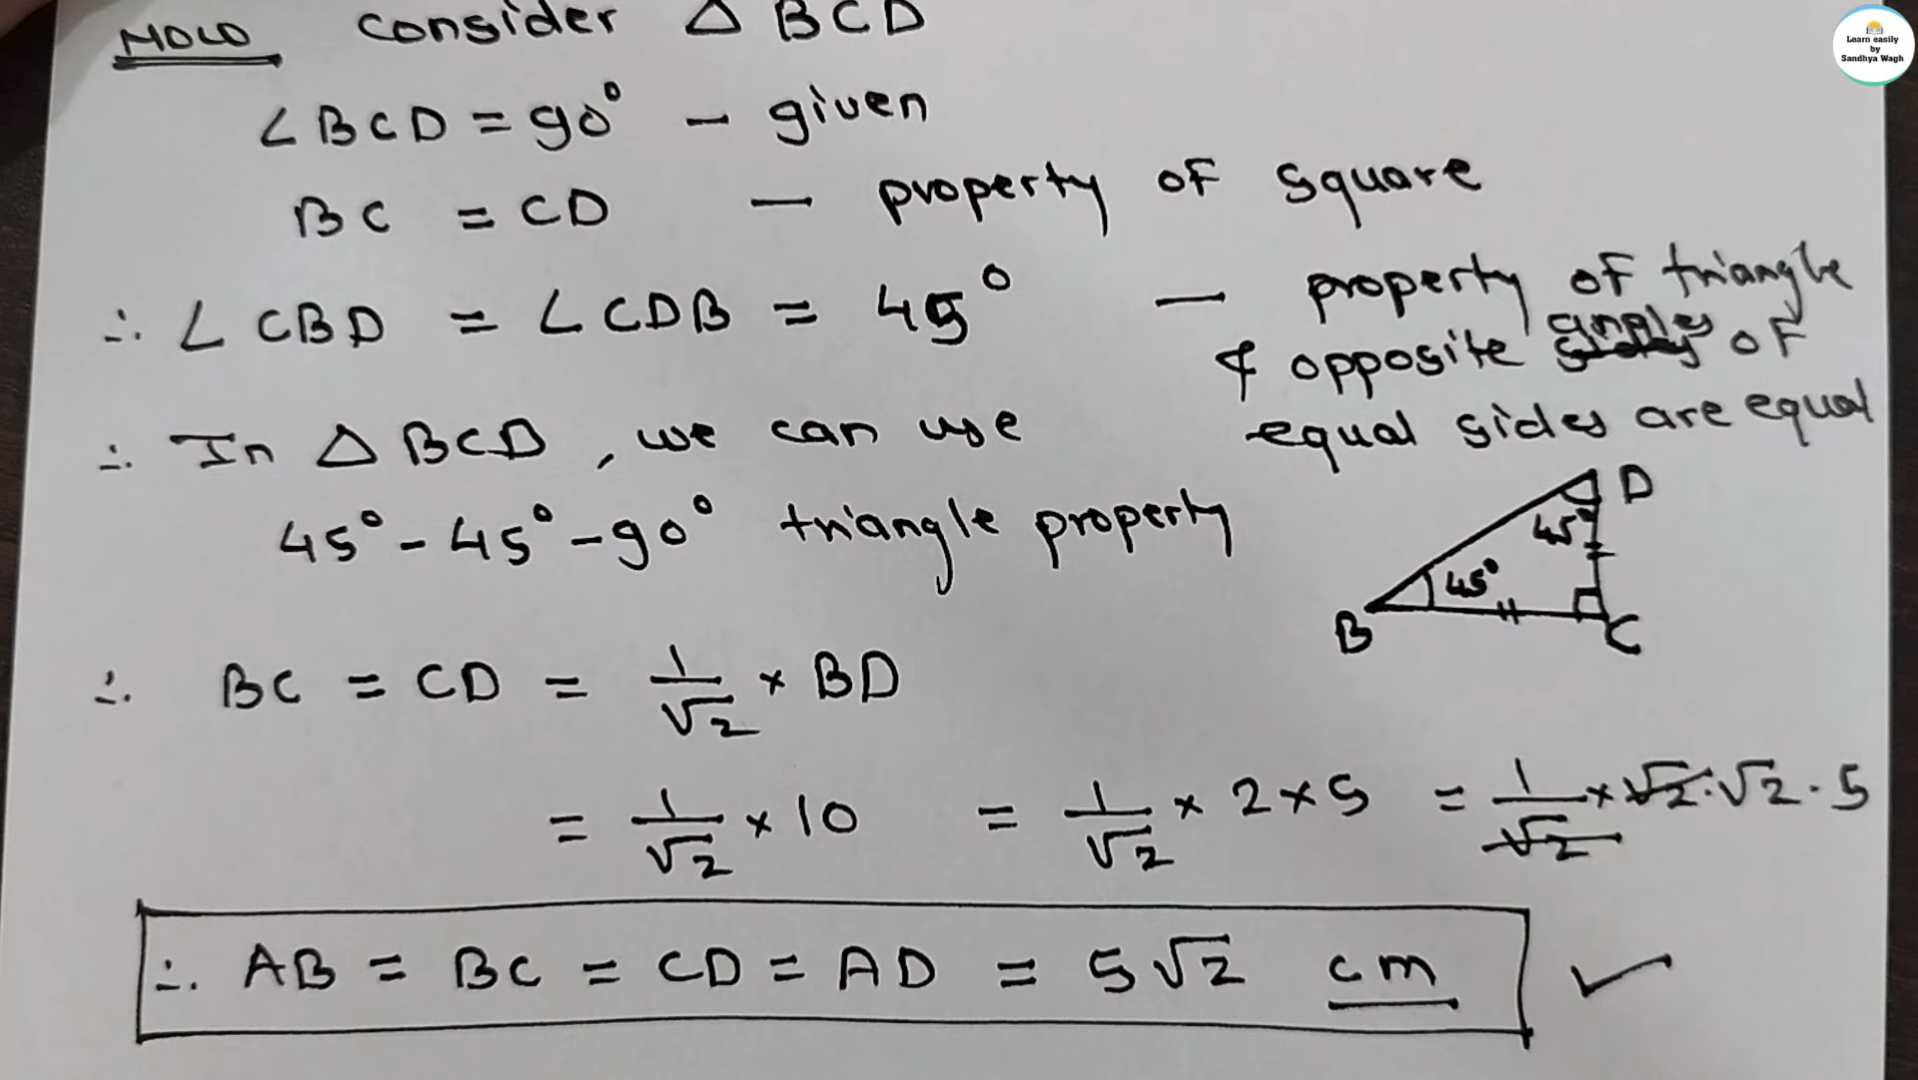 Now consider △ BCD
∠BCD = 90° - given
BC = CD — property of square
∴ ∠CBD = ∠CDB = 45° — property of triangle
& opposite angles of
equal sides are equal
∴ In △ BCD, we can use
45° - 45° - 90° triangle property
D
45°
45°
B
C
∴ BC = CD = 1/√2 × BD
= 1/√2 × 10 = 1/√2 × 2×5 = 1/√2 × √2·√2·5
∴ AB = BC = CD = AD = 5√2 cm ✓
Learn easily
by
Sandhya Wagh